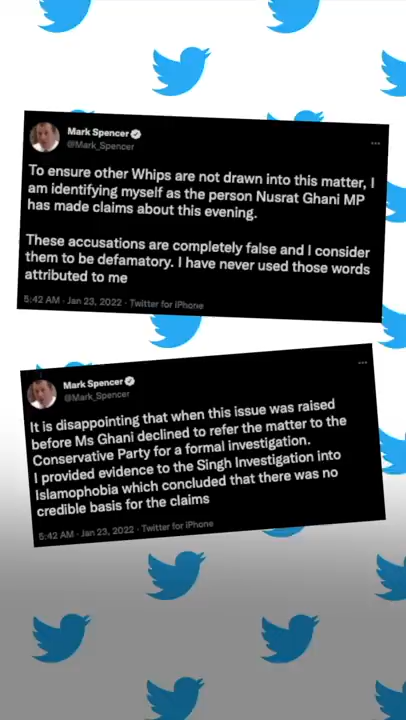 Mark Spencer
@Mark_Spencer
To ensure other Whips are not drawn into this matter, I
am identifying myself as the person Nusrat Ghani MP
has made claims about this evening.
These accusations are completely false and I consider
them to be defamatory. I have never used those words
attributed to me
5:42 AM · Jan 23, 2022 · Twitter for iPhone
Mark Spencer
@Mark_Spencer
It is disappointing that when this issue was raised
before Ms Ghani declined to refer the matter to the
Conservative Party for a formal investigation.
I provided evidence to the Singh Investigation into
Islamophobia which concluded that there was no
credible basis for the claims
5:42 AM · Jan 23, 2022 · Twitter for iPhone